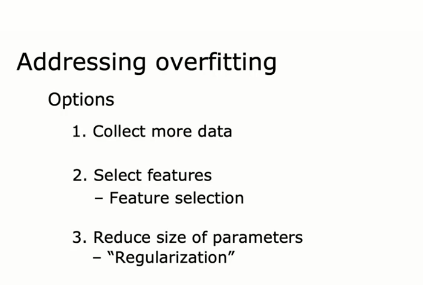 Addressing overfitting
Options
1. Collect more data
2. Select features
– Feature selection
3. Reduce size of parameters
– “Regularization”